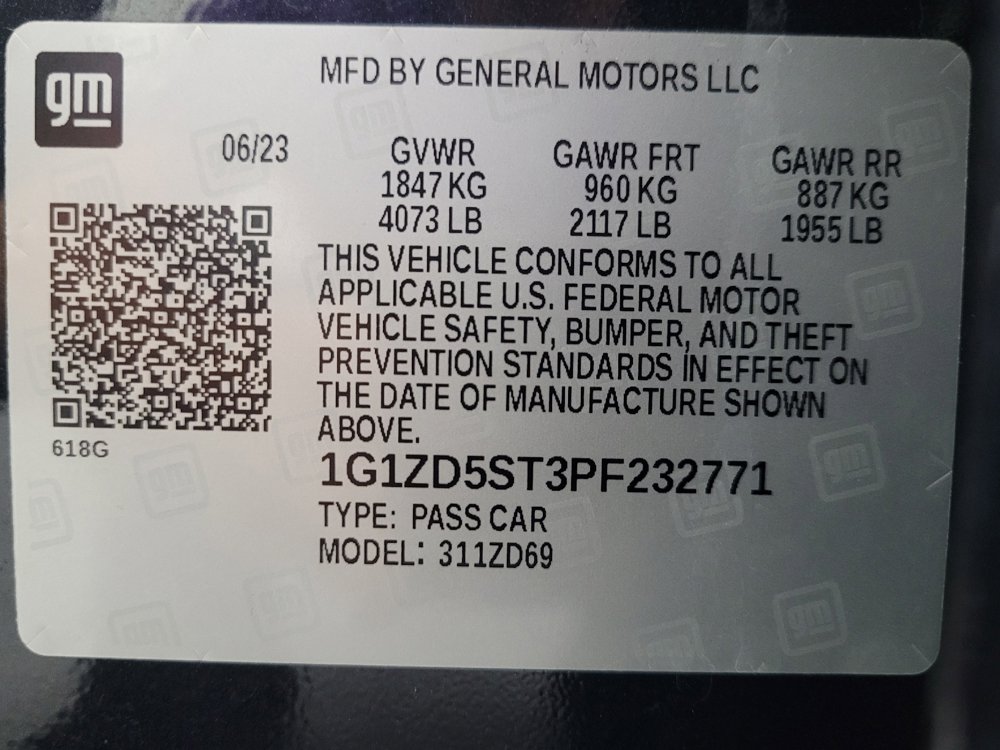 gm
MFD BY GENERAL MOTORS LLC
06/23
GVWR GAWR FRT GAWR RR
1847 KG 960 KG 887 KG
4073 LB 2117 LB 1955 LB
THIS VEHICLE CONFORMS TO ALL
APPLICABLE U.S. FEDERAL MOTOR
VEHICLE SAFETY, BUMPER, AND THEFT
PREVENTION STANDARDS IN EFFECT ON
THE DATE OF MANUFACTURE SHOWN
ABOVE.
618G
1G1ZD5ST3PF232771
TYPE: PASS CAR
MODEL: 311ZD69